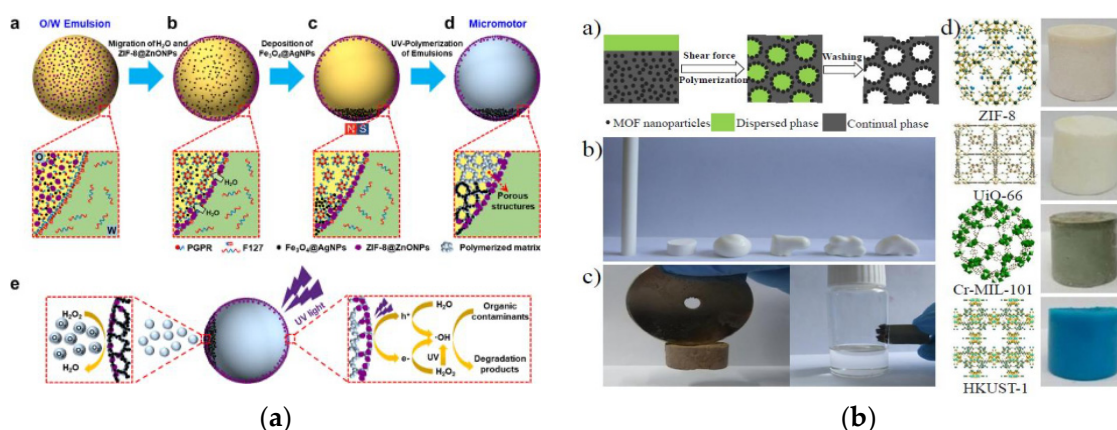 a
O/W Emulsion
Migration of H₂O and
ZIF-8@ZnONPs
b
Deposition of
Fe₃O₄@AgNPs
c
UV-Polymerization
of Emulsions
d
Micromotor
N S
O
W
H₂O
H₂O
Porous
structures
PGPR
F127
Fe₃O₄@AgNPs
ZIF-8@ZnONPs
Polymerized matrix
e
H₂O₂
H₂O
UV light
h⁺
e-
H₂O
·OH
UV
H₂O₂
Organic
contaminants
Degradation
products
(a)
a)
Shear force
Polymerization
Washing
MOF nanoparticles
Dispersed phase
Continual phase
b)
c)
d)
ZIF-8
UiO-66
Cr-MIL-101
HKUST-1
(b)